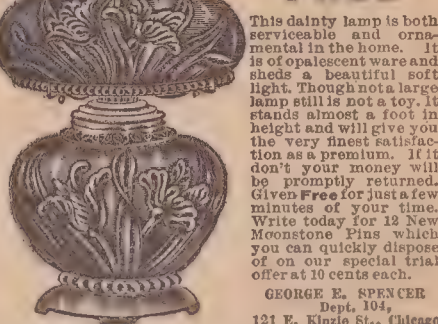 This dainty lamp is both
serviceable and orna-
mental in the home. It
is of opalescent ware and
sheds a beautiful soft
light. Though not a large
lamp still is not a toy. It
stands almost a foot in
height and will give you
the very finest satisfac-
tion as a premium. If it
don't your money will
be promptly returned.
Given Free for just a few
minutes of your time.
Write today for 12 New
Moonstone Pins which
you can quickly dispose
of on our special trial
offer at 10 cents each.
GEORGE E. SPENCER
Dept. 104,
121 E. Kinzie St., Chicago